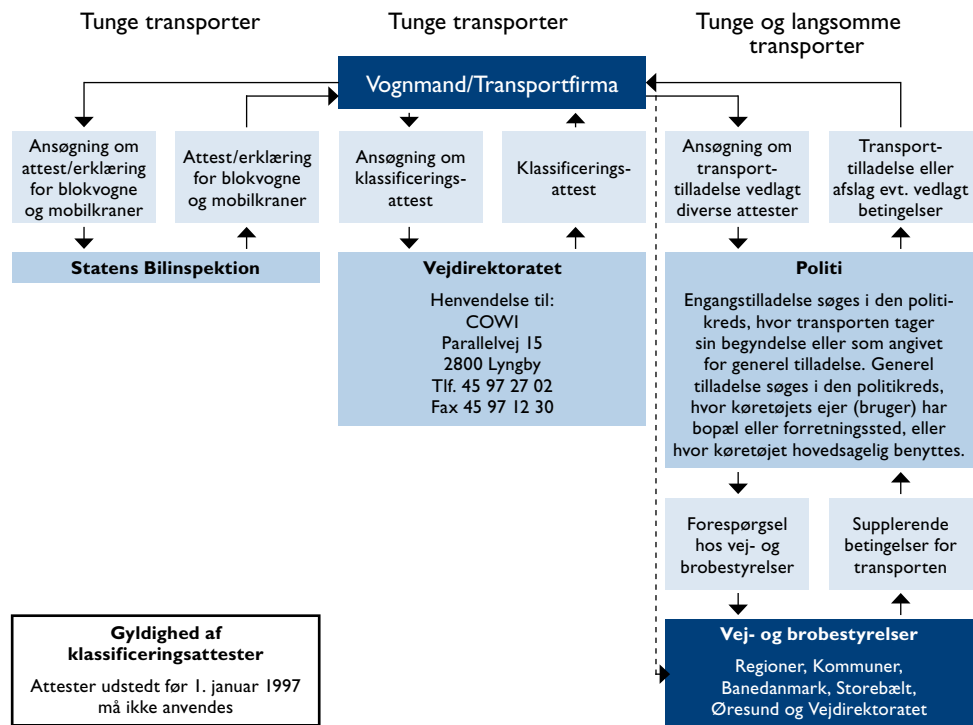 Tunge transporter
Tunge transporter
Tunge og langsomme
transporter
Vognmand/Transportfirma
Ansøgning om
attest/erklæring
for blokvogne
og mobilkraner
Attest/erklæring
for blokvogne
og mobilkraner
Ansøgning om
klassificerings-
attest
Klassificerings-
attest
Ansøgning om
transport-
tilladelse vedlagt
diverse attester
Transport-
tilladelse eller
afslag evt. vedlagt
betingelser
Statens Bilinspektion
Vejdirektoratet
Henvendelse til:
COWI
Parallelvej 15
2800 Lyngby
Tlf. 45 97 27 02
Fax 45 97 12 30
Politi
Engangstilladelse søges i den politi-
kreds, hvor transporten tager
sin begyndelse eller som angivet
for generel tilladelse. Generel
tilladelse søges i den politikreds,
hvor køretøjets ejer (bruger) har
bopæl eller forretningssted, eller
hvor køretøjet hovedsagelig benyttes.
Forespørgsel
hos vej- og
brobestyrelser
Supplerende
betingelser for
transporten
Gyldighed af
klassificeringsattester
Attester udstedt før 1. januar 1997
må ikke anvendes
Vej- og brobestyrelser
Regioner, Kommuner,
Banedanmark, Storebælt,
Øresund og Vejdirektoratet